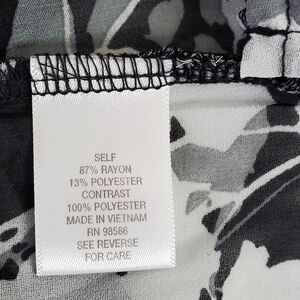 SELF
87% RAYON
13% POLYESTER
CONTRAST
100% POLYESTER
MADE IN VIETNAM
RN 98586
SEE REVERSE
FOR CARE